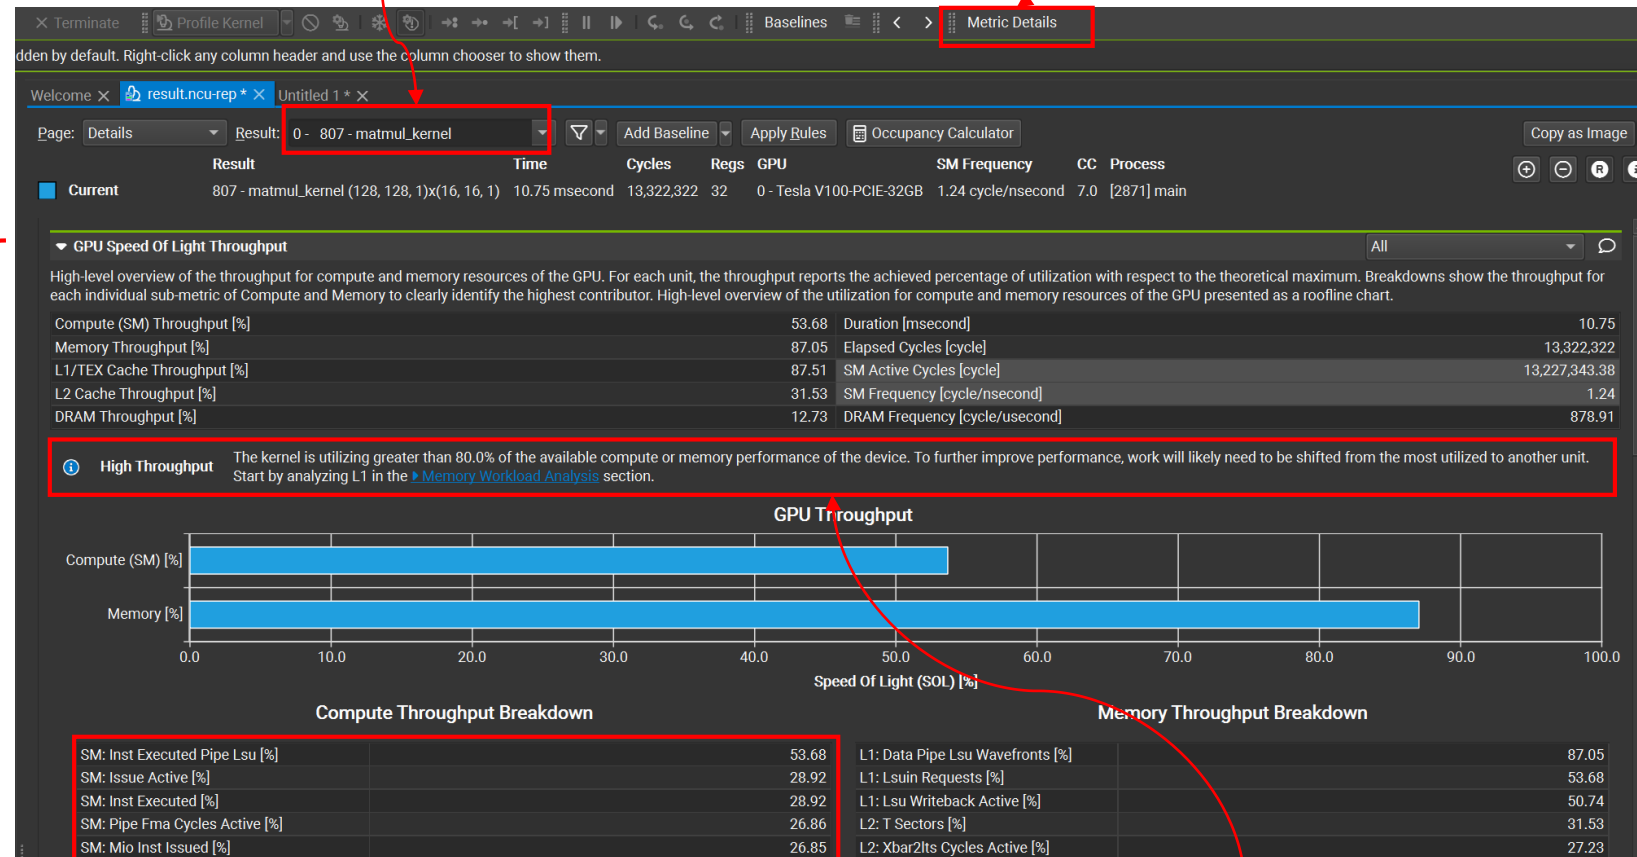 Terminate Profile Kernel Baselines Metric Details
dden by default. Right-click any column header and use the column chooser to show them.
Welcome result.ncu-rep * Untitled 1 *
Page: Details Result: 0 - 807 - matmul_kernel Add Baseline Apply Rules Occupancy Calculator Copy as Image
Result Time Cycles Regs GPU SM Frequency CC Process
Current 807 - matmul_kernel (128, 128, 1)x(16, 16, 1) 10.75 msecond 13,322,322 32 0 - Tesla V100-PCIE-32GB 1.24 cycle/nsecond 7.0 [2871] main
R
GPU Speed Of Light Throughput All
High-level overview of the throughput for compute and memory resources of the GPU. For each unit, the throughput reports the achieved percentage of utilization with respect to the theoretical maximum. Breakdowns show the throughput for
each individual sub-metric of Compute and Memory to clearly identify the highest contributor. High-level overview of the utilization for compute and memory resources of the GPU presented as a roofline chart.
Compute (SM) Throughput [%] 53.68 Duration [msecond] 10.75
Memory Throughput [%] 87.05 Elapsed Cycles [cycle] 13,322,322
L1/TEX Cache Throughput [%] 87.51 SM Active Cycles [cycle] 13,227,343.38
L2 Cache Throughput [%] 31.53 SM Frequency [cycle/nsecond] 1.24
DRAM Throughput [%] 12.73 DRAM Frequency [cycle/usecond] 878.91
High Throughput The kernel is utilizing greater than 80.0% of the available compute or memory performance of the device. To further improve performance, work will likely need to be shifted from the most utilized to another unit.
Start by analyzing L1 in the Memory Workload Analysis section.
GPU Throughput
Compute (SM) [%]
Memory [%]
0.0 10.0 20.0 30.0 40.0 50.0 60.0 70.0 80.0 90.0 100.0
Speed Of Light (SOL) [%]
Compute Throughput Breakdown Memory Throughput Breakdown
SM: Inst Executed Pipe Lsu [%] 53.68 L1: Data Pipe Lsu Wavefronts [%] 87.05
SM: Issue Active [%] 28.92 L1: Lsuin Requests [%] 53.68
SM: Inst Executed [%] 28.92 L1: Lsu Writeback Active [%] 50.74
SM: Pipe Fma Cycles Active [%] 26.86 L2: T Sectors [%] 31.53
SM: Mio Inst Issued [%] 26.85 L2: Xbar2lts Cycles Active [%] 27.23